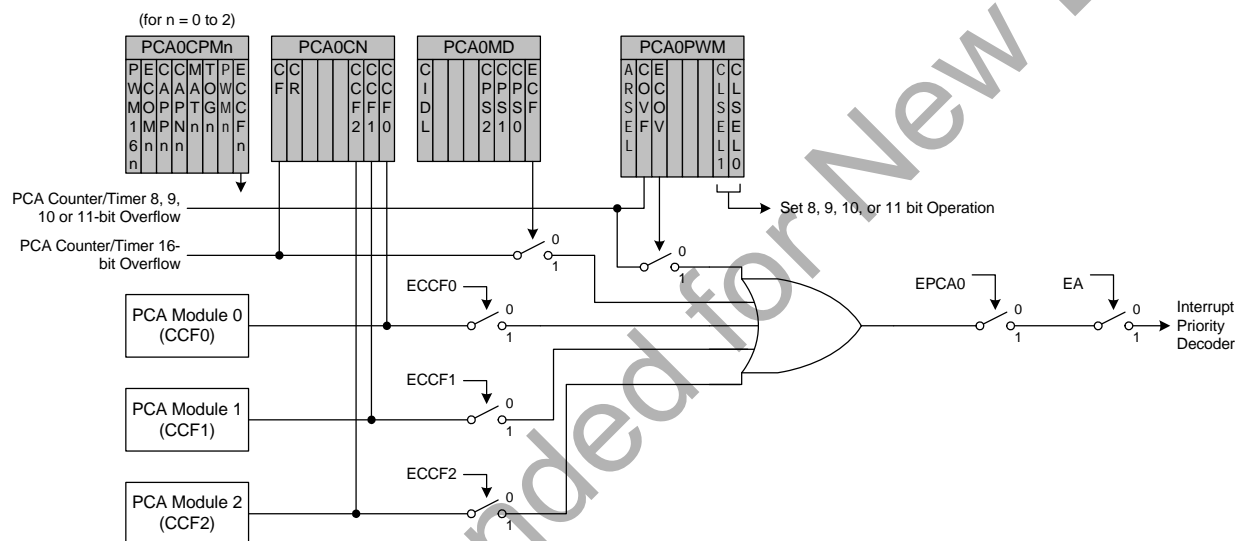 (for n = 0 to 2)
PCA0CPMn
PWM16n
ECOMn
CAPPn
CAPNn
MATn
TOGn
PWMn
ECCFn
PCA0CN
CF
CR
CCF2
CCF1
CCF0
PCA0MD
CIDL
CPS2
CPS1
CPS0
ECF
PCA0PWM
ARSEL
COVF
ECOV
CLSEL1
CLSEL0
PCA Counter/Timer 8, 9,
10 or 11-bit Overflow
Set 8, 9, 10, or 11 bit Operation
PCA Counter/Timer 16-
bit Overflow
0
1
0
1
PCA Module 0
(CCF0)
ECCF0
0
1
EPCA0
0
1
EA
0
1
Interrupt
Priority
Decoder
PCA Module 1
(CCF1)
ECCF1
0
1
PCA Module 2
(CCF2)
ECCF2
0
1
nded for New